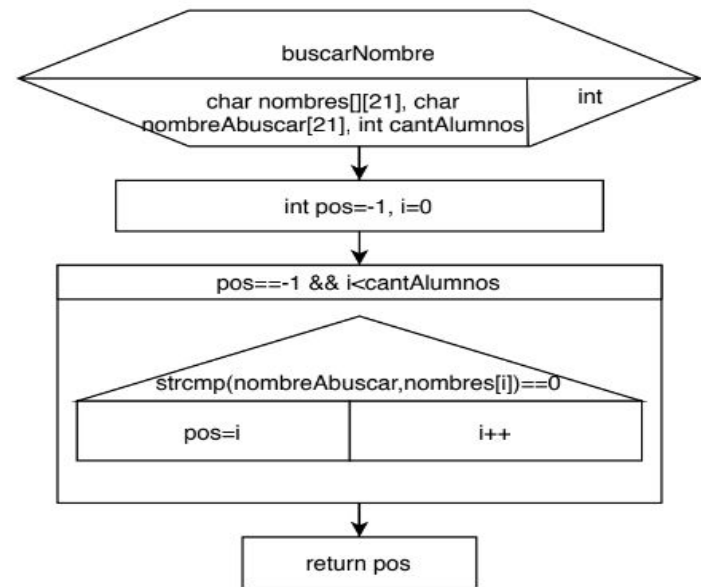 buscarNombre
char nombres[][21], char
nombreAbuscar[21], int cantAlumnos
int
int pos=-1, i=0
pos==-1 && i<cantAlumnos
strcmp(nombreAbuscar,nombres[i])==0
pos=i
i++
return pos